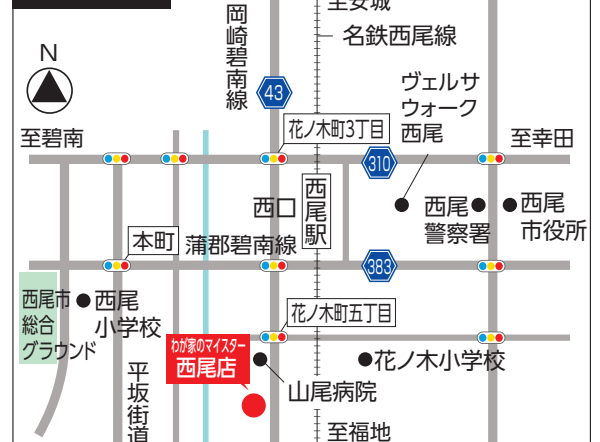 至安城
岡崎碧南線
名鉄西尾線
N
43
ヴェルサ
ウォーク
西尾
花ノ木町3丁目
至碧南
310
至幸田
西尾駅
西口
西尾
警察署
西尾
市役所
本町
蒲郡碧南線
383
西尾市
総合
グラウンド
西尾
小学校
花ノ木町五丁目
わが家のマイスター
西尾店
花ノ木小学校
山尾病院
平坂街道
至福地